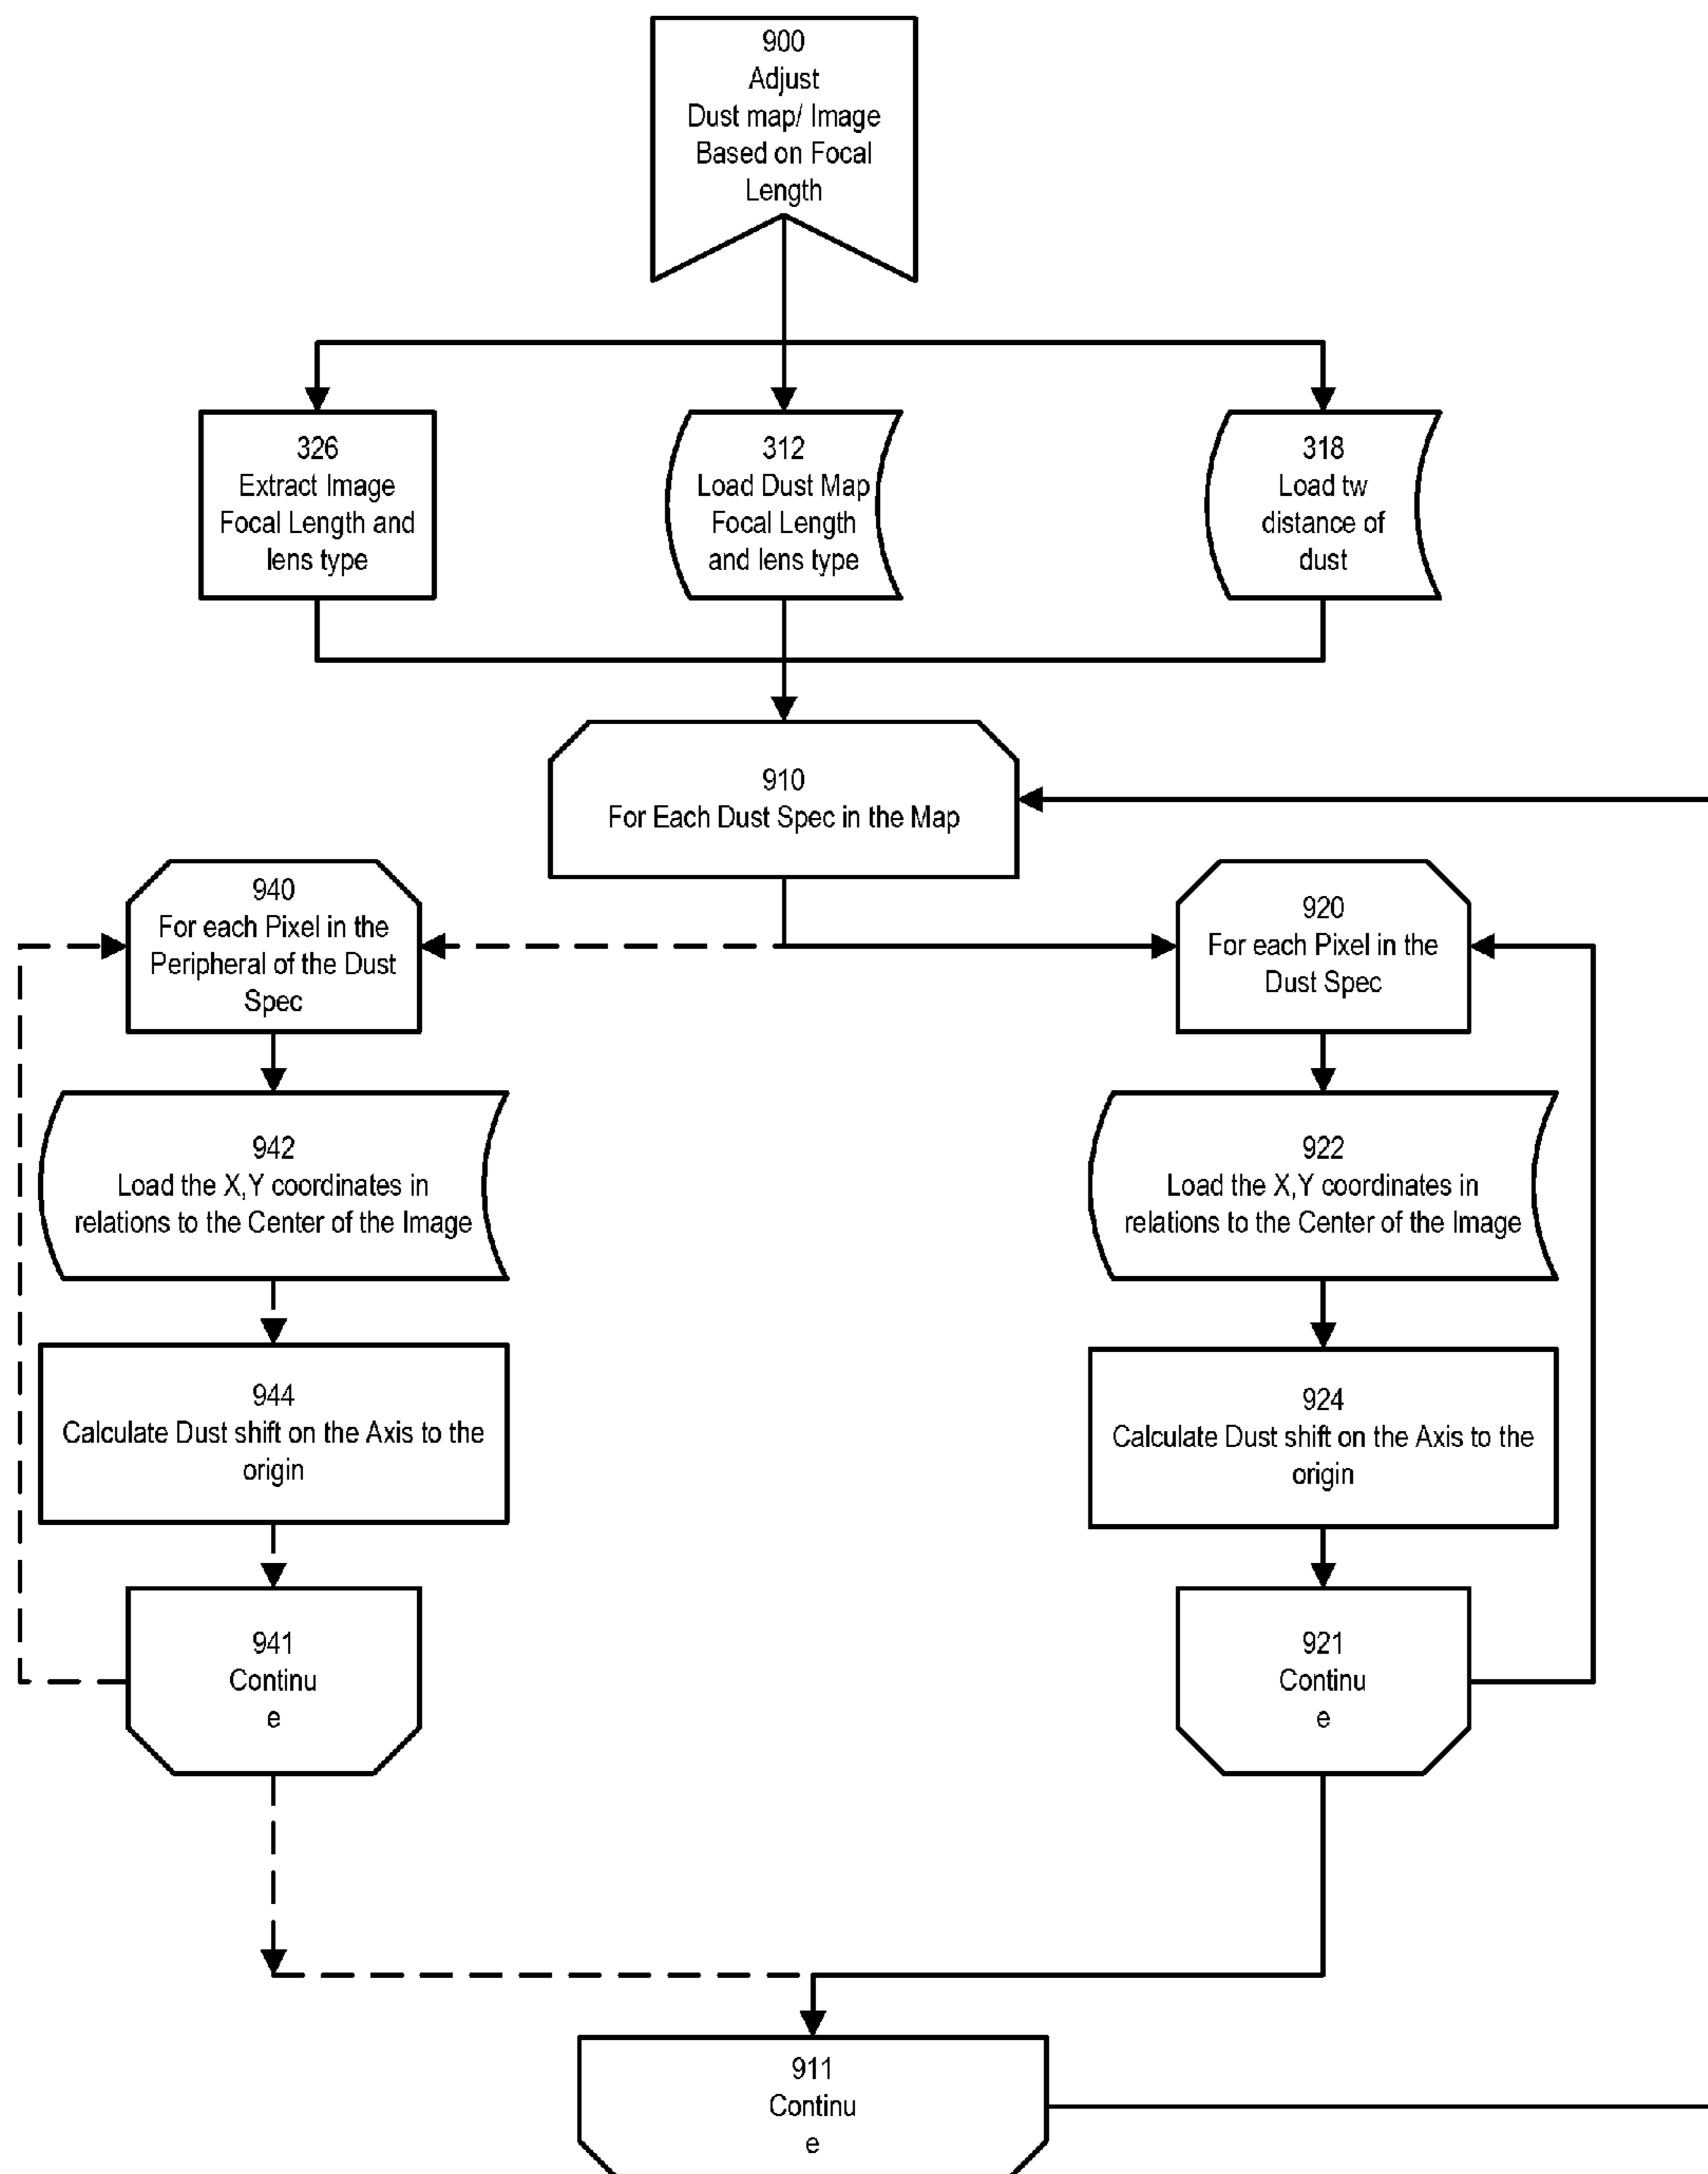 900
Adjust
Dust map/ Image
Based on Focal
Length
326
Extract Image
Focal Length and
lens type
312
Load Dust Map
Focal Length
and lens type
318
Load tw
distance of
dust
910
For Each Dust Spec in the Map
940
For each Pixel in the
Peripheral of the Dust
Spec
920
For each Pixel in the
Dust Spec
942
Load the X,Y coordinates in
relations to the Center of the Image
922
Load the X,Y coordinates in
relations to the Center of the Image
944
Calculate Dust shift on the Axis to the
origin
924
Calculate Dust shift on the Axis to the
origin
941
Continu
e
921
Continu
e
911
Continu
e